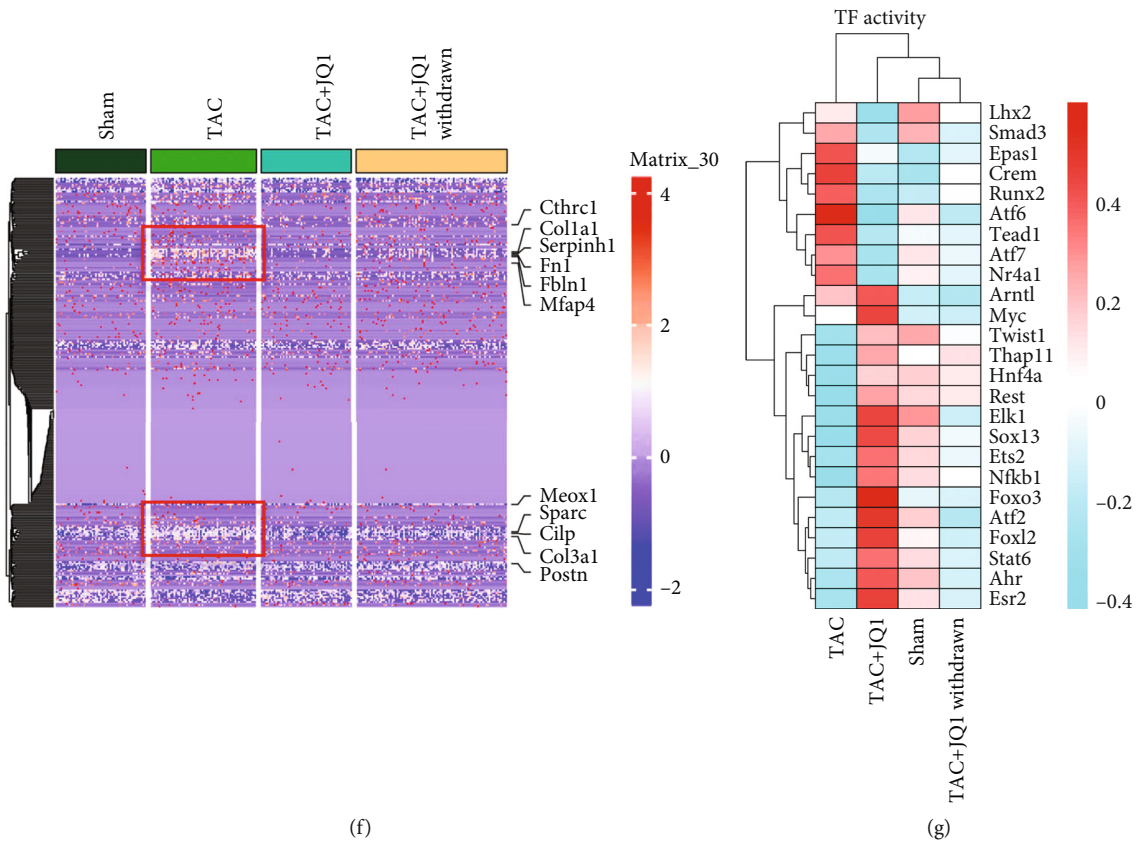 Sham
TAC
TAC+JQ1
TAC+JQ1
withdrawn
Cthrc1
Col1a1
Serpinh1
Fn1
Fbln1
Mfap4
Meox1
Sparc
Cilp
Col3a1
Postn
Matrix_30
4
2
0
−2
(f)
TF activity
Lhx2
Smad3
Epas1
Crem
Runx2
Atf6
Tead1
Atf7
Nr4a1
Arntl
Myc
Twist1
Thap11
Hnf4a
Rest
Elk1
Sox13
Ets2
Nfkb1
Foxo3
Atf2
Foxl2
Stat6
Ahr
Esr2
TAC
TAC+JQ1
Sham
TAC+JQ1 withdrawn
0.4
0.2
0
−0.2
−0.4
(g)